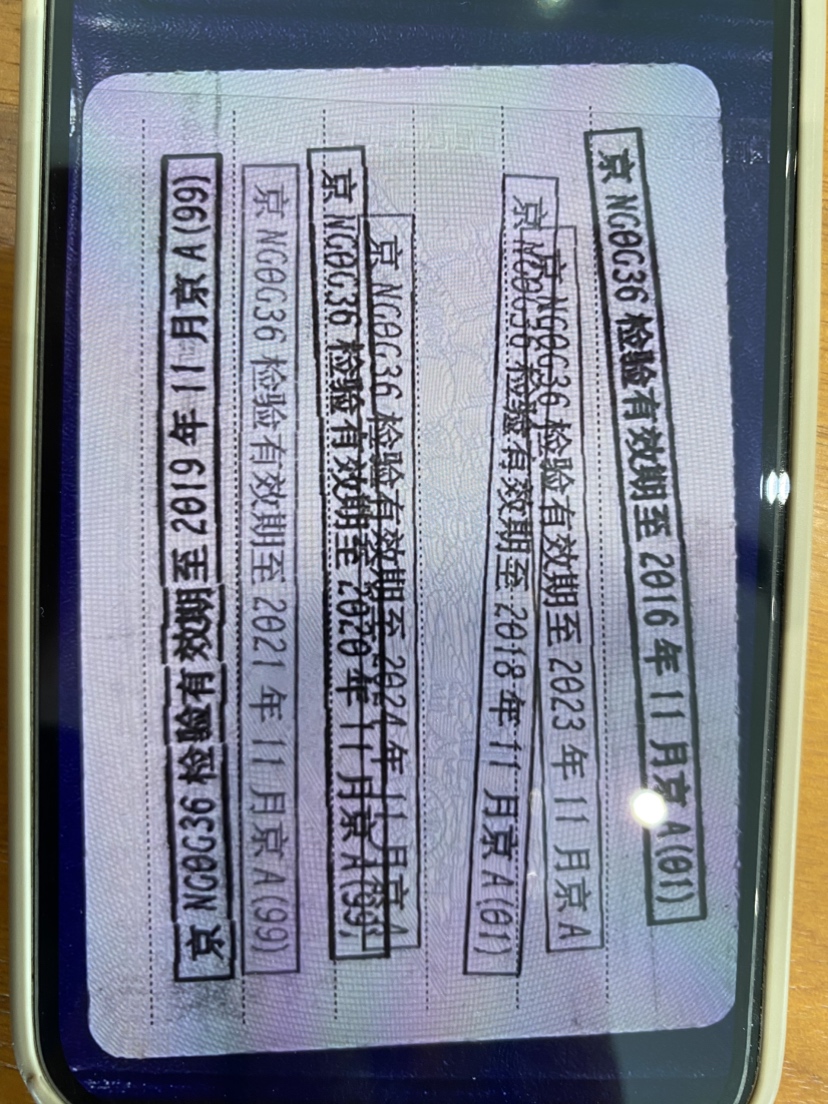 京 NG0G36 检验有效期至 2016 年 11 月京 A(01)
京 NG0G36 检验有效期至 2023 年 11 月京 A
京 NG0G36 检验有效期至 2018 年 11 月京 A(01)
京 NG0G36 检验有效期至 2024 年 11 月京 A
京 NG0G36 检验有效期至 2020 年 11 月京 A(99)
京 NG0G36 检验有效期至 2021 年 11 月京 A(99)
京 NG0G36 检验有效期至 2019 年 11 月京 A(99)